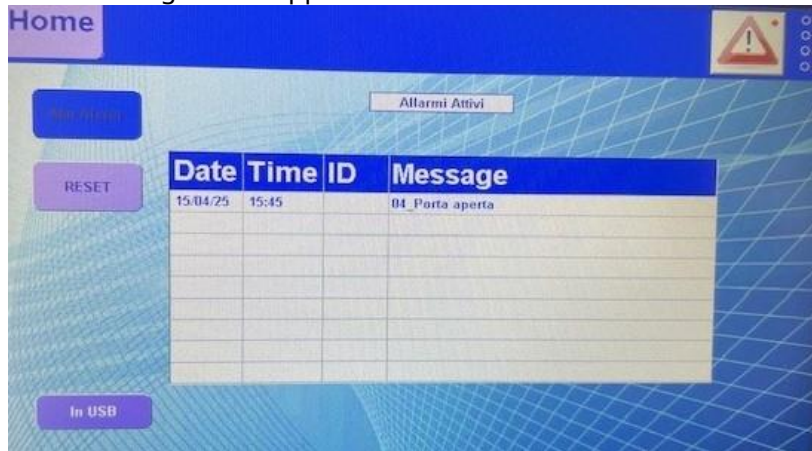 Home
Allarmi Attivi
RESET
Date Time ID Message
15/04/25 15:45 04_Porta aperta
In USB